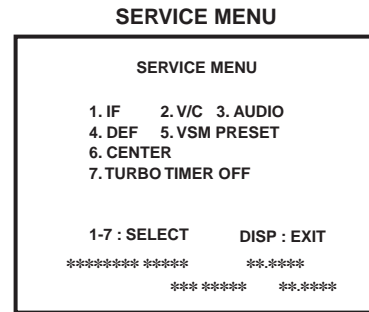 SERVICE MENU
SERVICE MENU
1. IF 2. V/C 3. AUDIO
4. DEF 5. VSM PRESET
6. CENTER
7. TURBO TIMER OFF
1-7 : SELECT DISP : EXIT
******** ***** **.****
*** ***** **.****